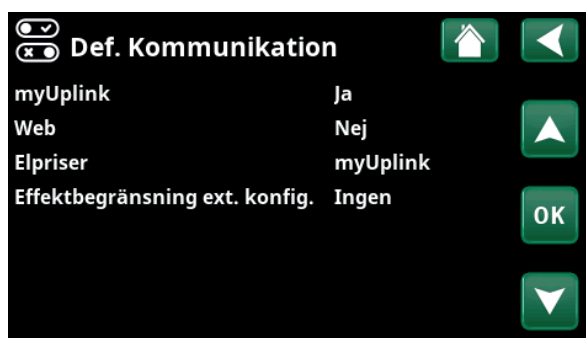 Def. Kommunikation
myUplink Ja
Web Nej
Elpriser myUplink
Effektbegränsning ext. konfig. Ingen
OK